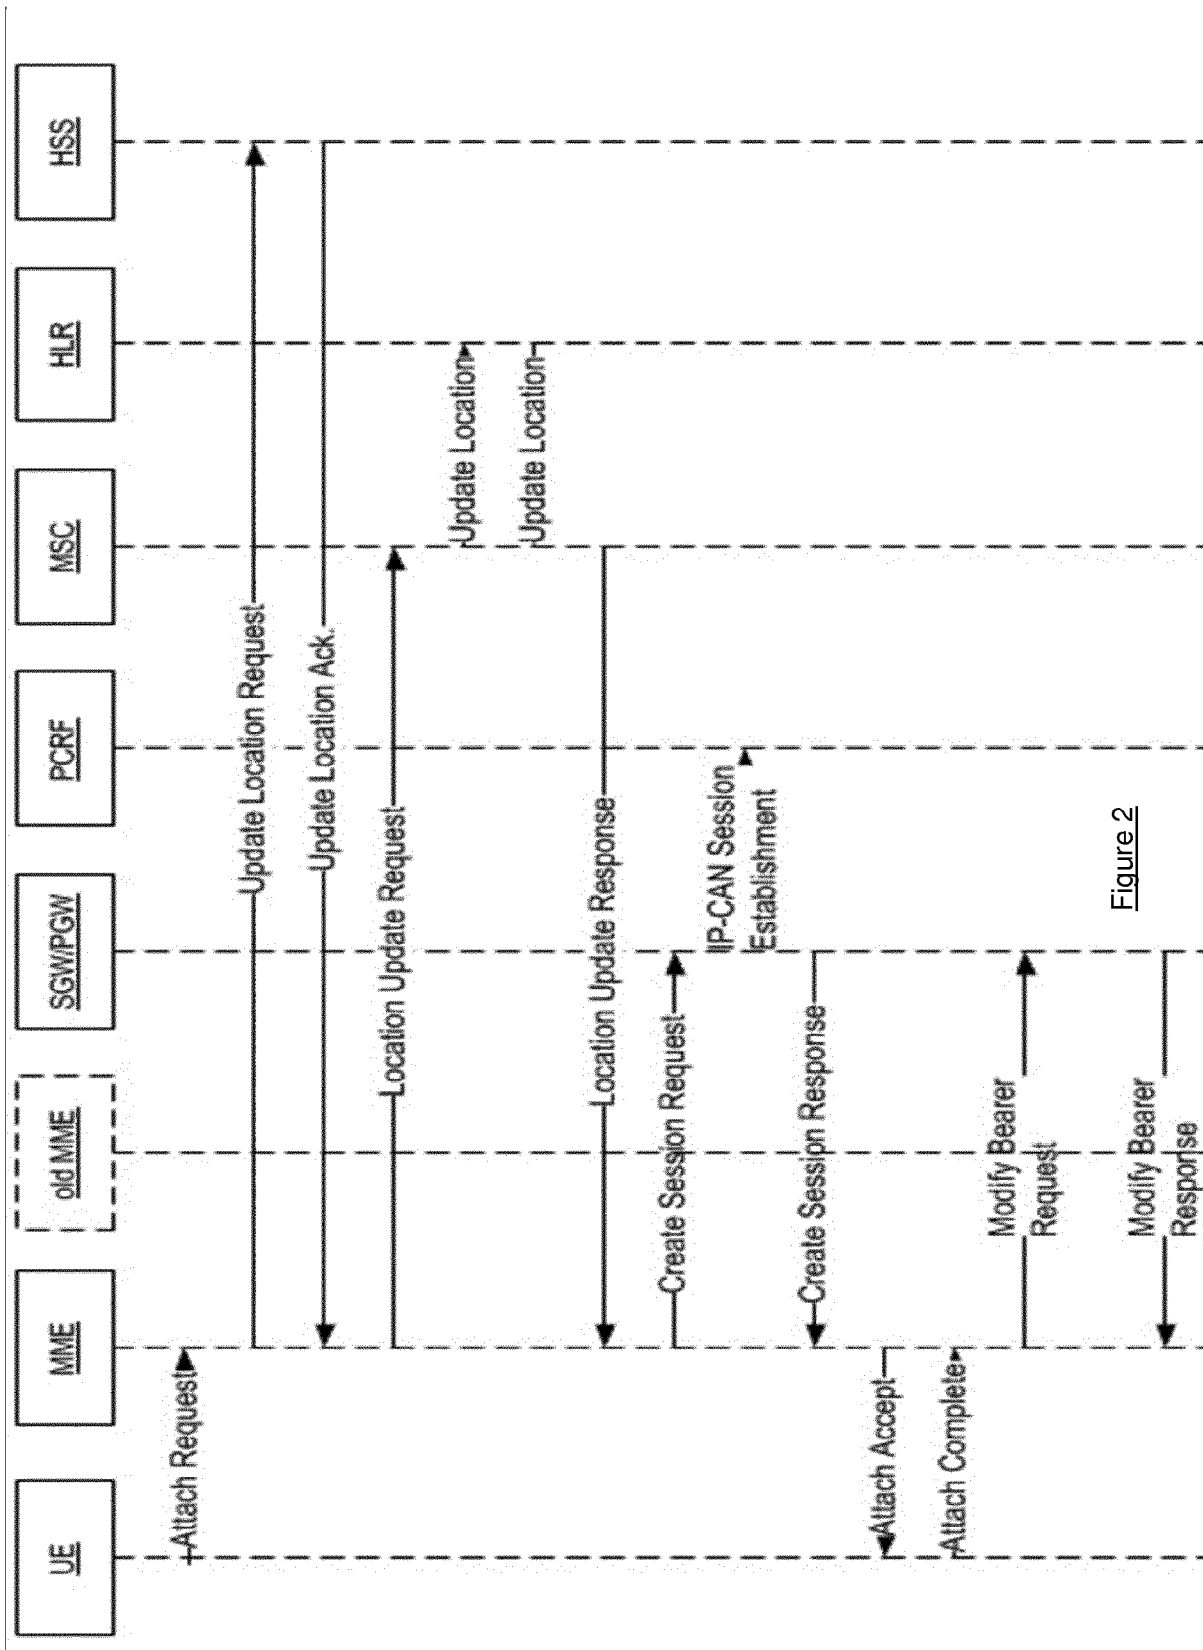 UE
MME
old MME
SGW/PGW
PCRF
MSC
HLR
HSS
Attach Request
Update Location Request
Update Location Ack.
Location Update Request
Update Location
Update Location
Location Update Response
Create Session Request
IP-CAN Session
Establishment
Create Session Response
Attach Accept
Attach Complete
Modify Bearer
Request
Modify Bearer
Response
Figure 2